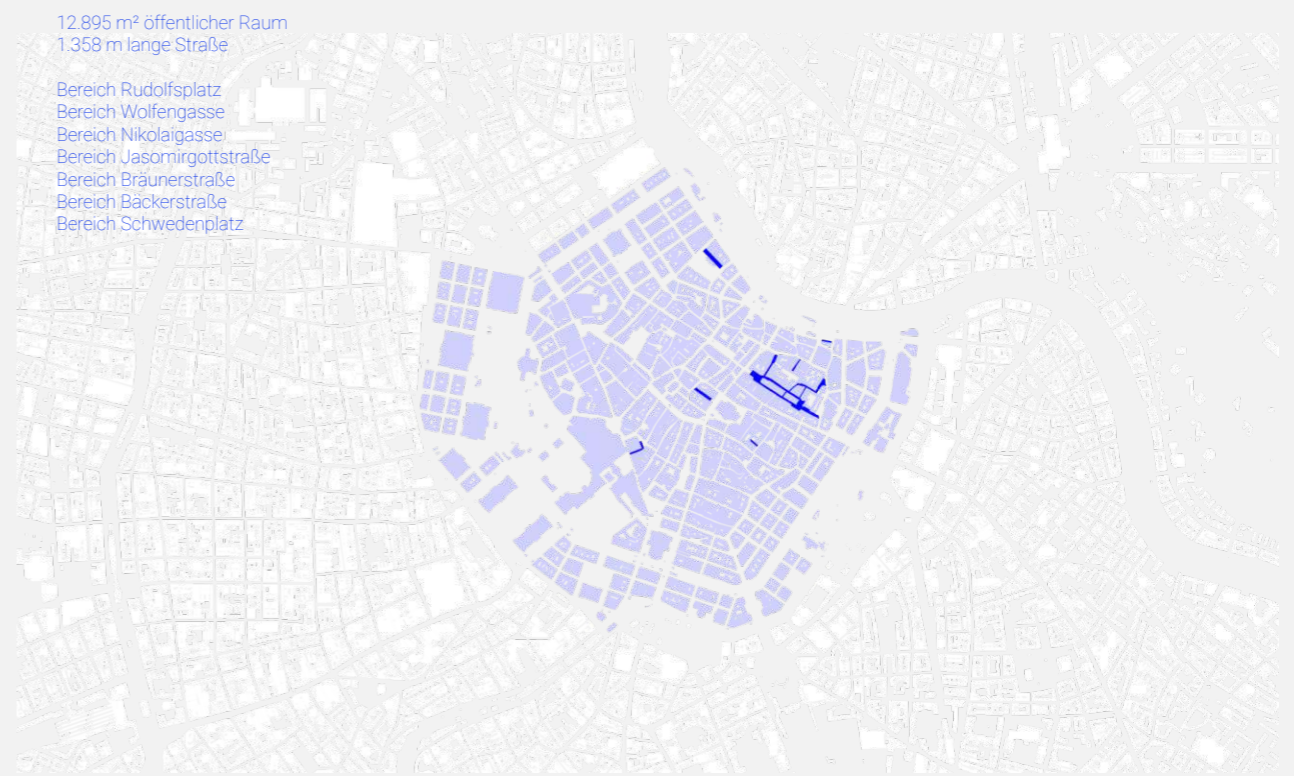 12.895 m² öffentlicher Raum
1.358 m lange Straße
Bereich Rudolfsplatz
Bereich Wolfengasse
Bereich Nikolaigasse
Bereich Jasomirgottstraße
Bereich Bräunerstraße
Bereich Bäckerstraße
Bereich Schwedenplatz